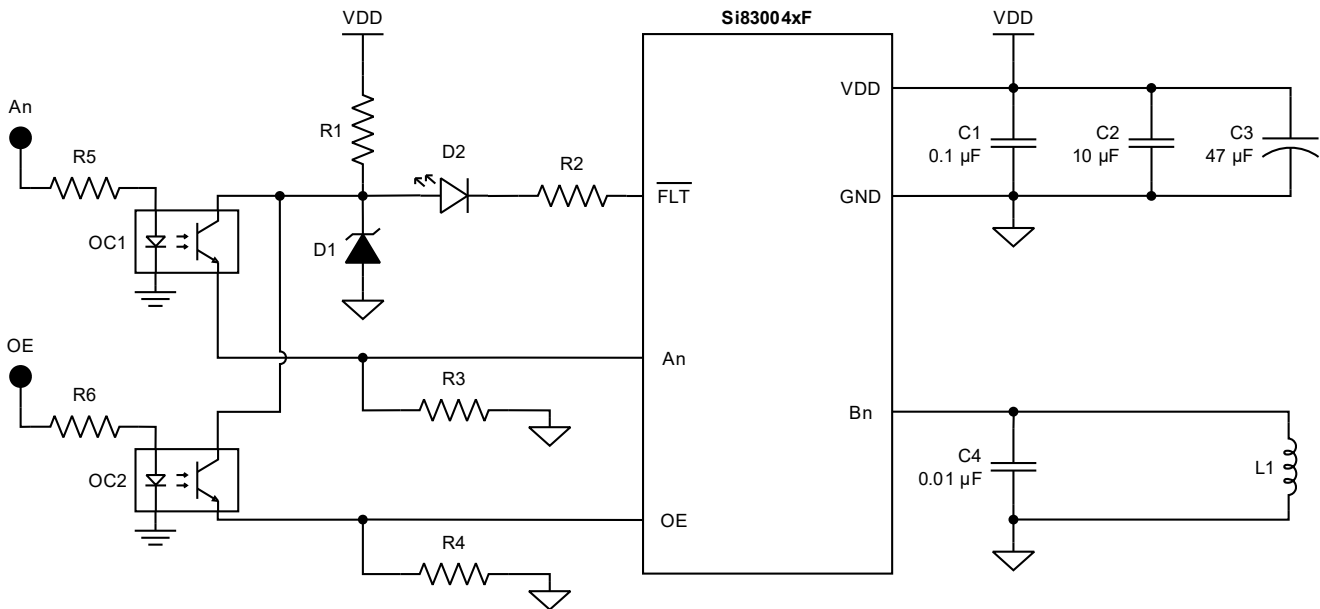 Si83004xF
VDD
VDD
An
R5
R1
D2
R2
OC1
D1
FLT
VDD
GND
C1
0.1 µF
C2
10 µF
C3
47 µF
OE
R6
OC2
An
R3
OE
R4
Bn
C4
0.01 µF
L1